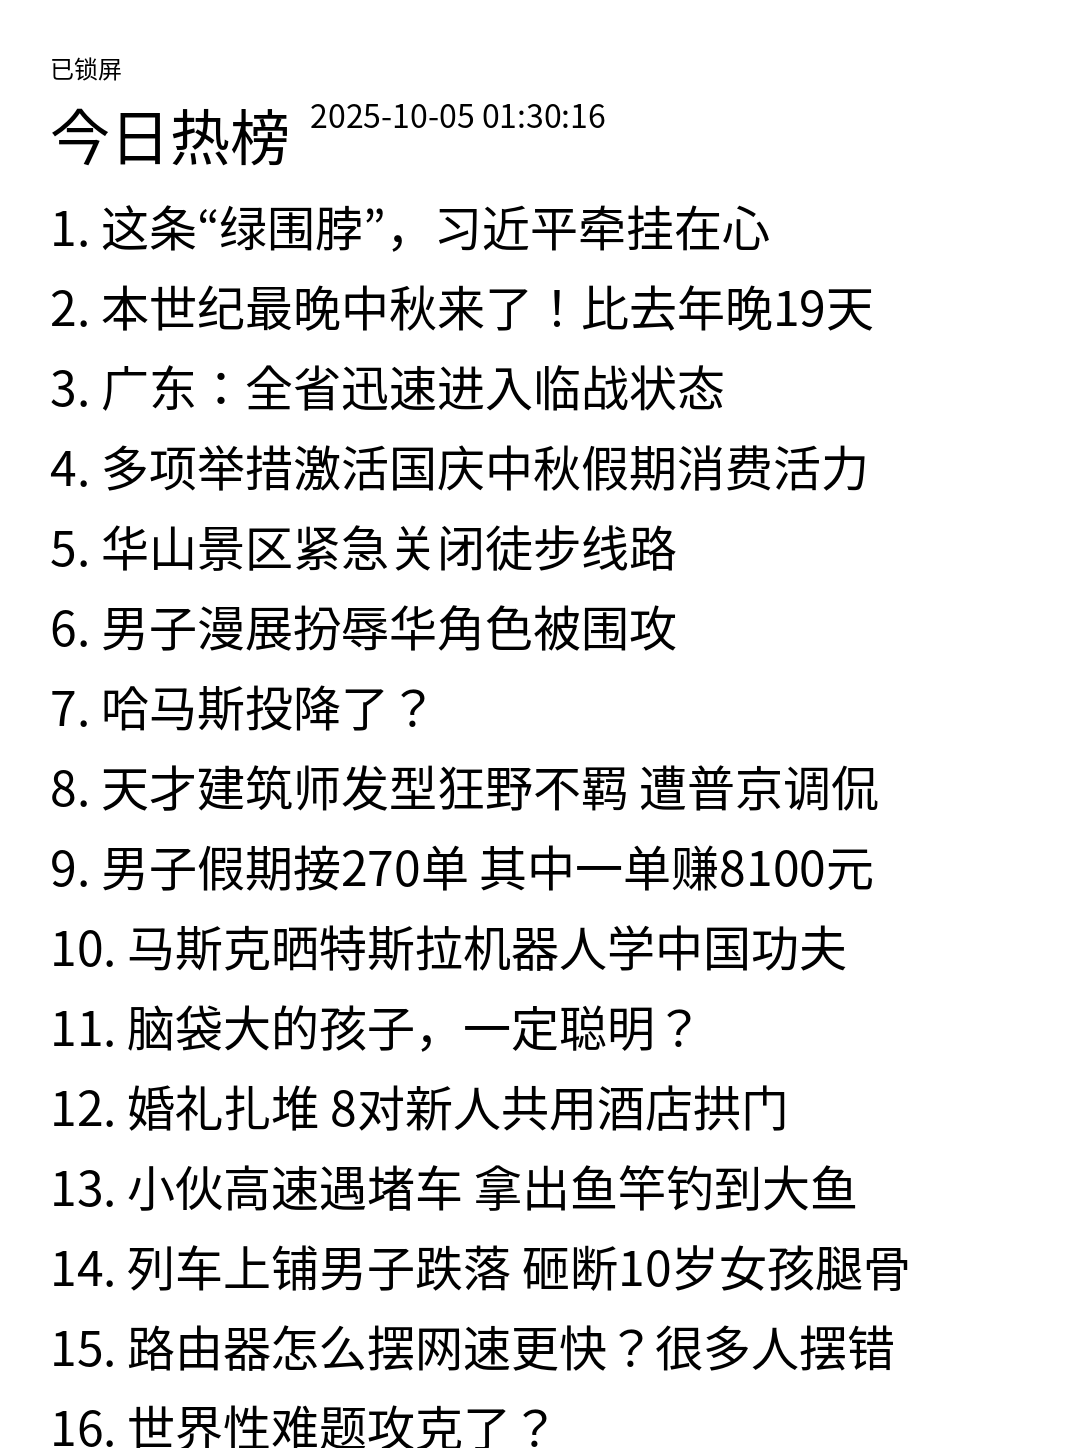 已锁屏
今日热榜 2025-10-05 01:30:16
1. 这条“绿围脖”，习近平牵挂在心
2. 本世纪最晚中秋来了！比去年晚19天
3. 广东：全省迅速进入临战状态
4. 多项举措激活国庆中秋假期消费活力
5. 华山景区紧急关闭徒步线路
6. 男子漫展扮辱华角色被围攻
7. 哈马斯投降了？
8. 天才建筑师发型狂野不羁 遭普京调侃
9. 男子假期接270单 其中一单赚8100元
10. 马斯克晒特斯拉机器人学中国功夫
11. 脑袋大的孩子，一定聪明？
12. 婚礼扎堆 8对新人共用酒店拱门
13. 小伙高速遇堵车 拿出鱼竿钓到大鱼
14. 列车上铺男子跌落 砸断10岁女孩腿骨
15. 路由器怎么摆网速更快？很多人摆错
16. 世界性难题攻克了？